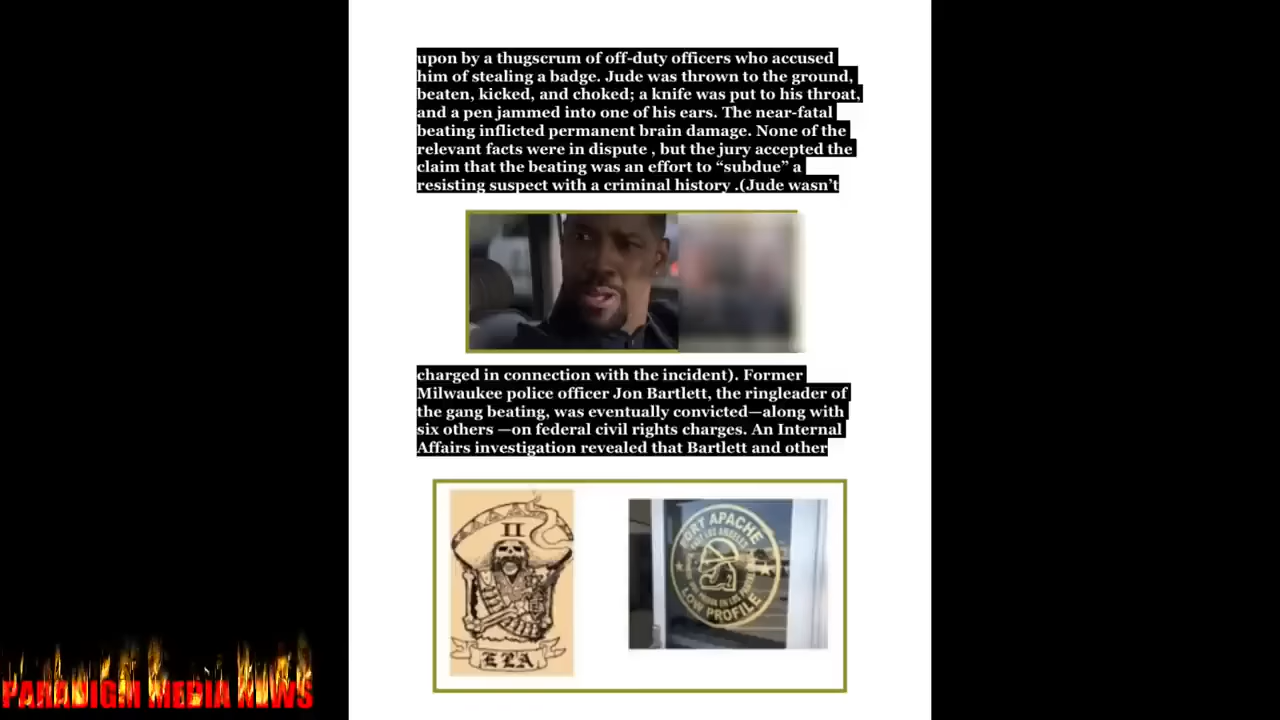 upon by a thugscrum of off-duty officers who accused
him of stealing a badge. Jude was thrown to the ground,
beaten, kicked, and choked; a knife was put to his throat,
and a pen jammed into one of his ears. The near-fatal
beating inflicted permanent brain damage. None of the
relevant facts were in dispute , but the jury accepted the
claim that the beating was an effort to “subdue” a
resisting suspect with a criminal history .(Jude wasn’t
charged in connection with the incident). Former
Milwaukee police officer Jon Bartlett, the ringleader of
the gang beating, was eventually convicted—along with
six others —on federal civil rights charges. An Internal
Affairs investigation revealed that Bartlett and other
II
ELA
FORT APACHE
EAST LOS ANGELES
LOW PROFILE
PARADIGM MEDIA NEWS